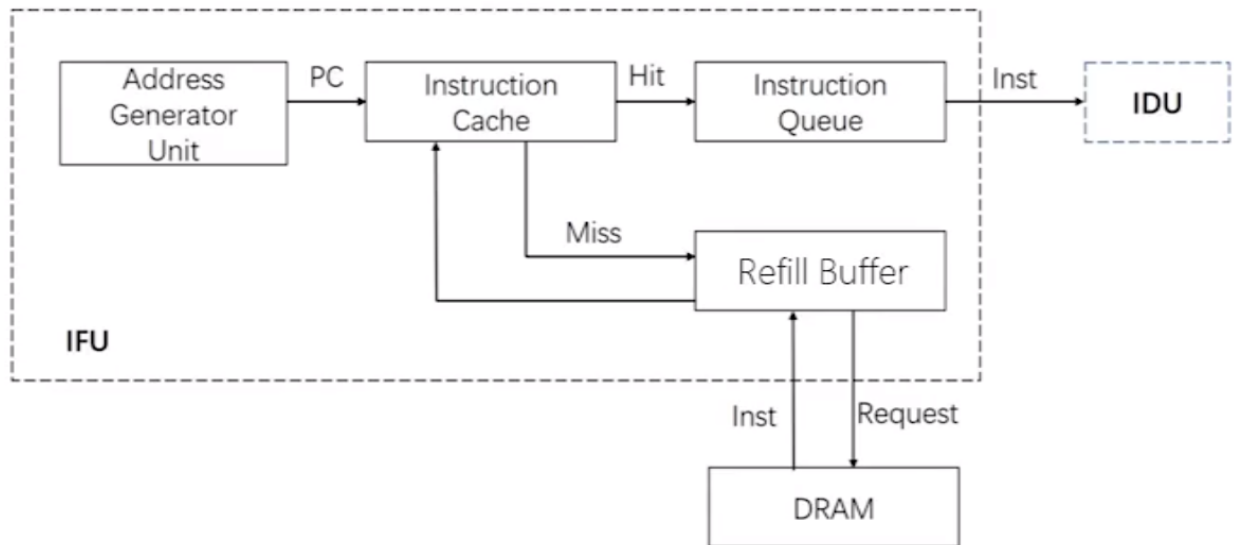 Address
Generator
Unit
PC
Instruction
Cache
Hit
Instruction
Queue
Inst
IDU
Miss
Refill Buffer
IFU
Inst
Request
DRAM